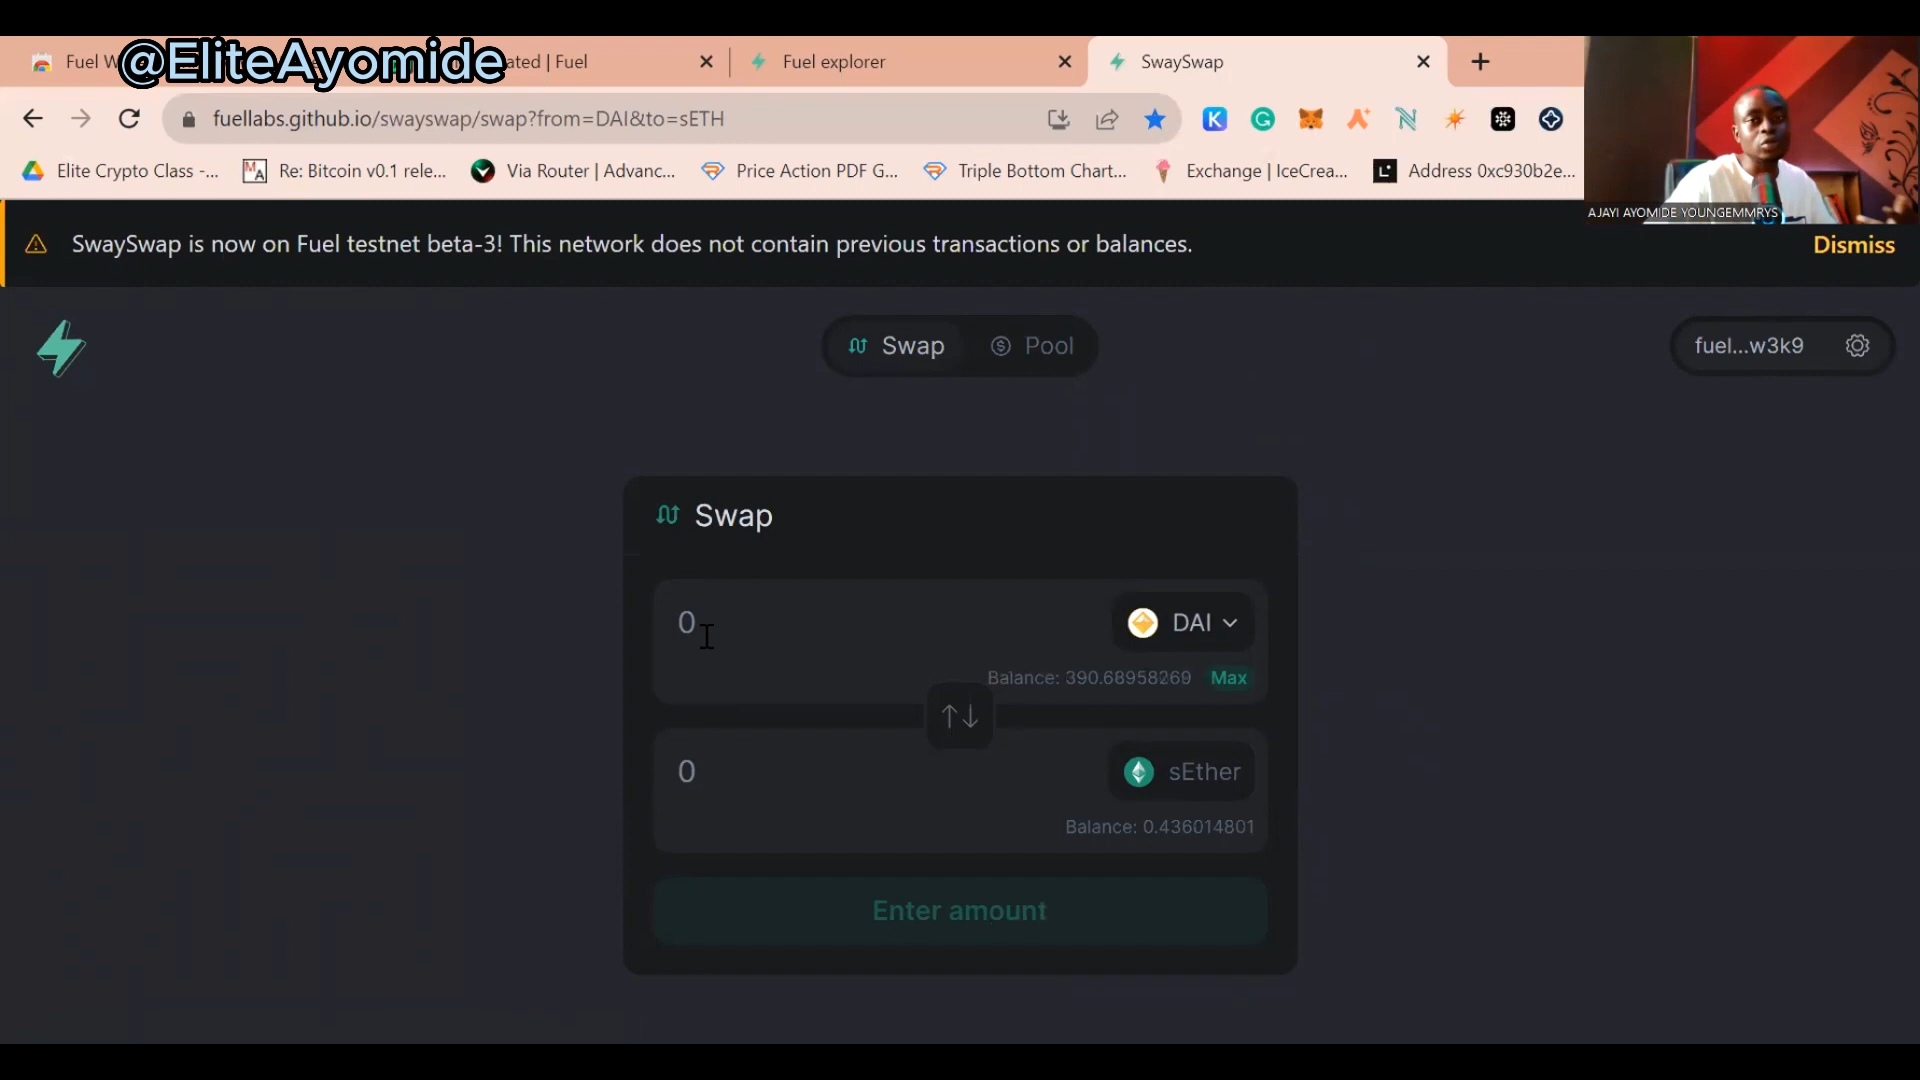 Fuel W
@EliteAyomide
ated | Fuel
Fuel explorer
SwaySwap
fuellabs.github.io/swayswap/swap?from=DAI&to=sETH
Elite Crypto Class -...
Re: Bitcoin v0.1 rele...
Via Router | Advanc...
Price Action PDF G...
Triple Bottom Chart...
Exchange | IceCrea...
Address 0xc930b2e...
AJAYI AYOMIDE YOUNGEMMRYS
SwaySwap is now on Fuel testnet beta-3! This network does not contain previous transactions or balances.
Dismiss
Swap
Pool
fuel...w3k9
Swap
0
DAI
Balance: 390.68958269 Max
0
sEther
Balance: 0.436014801
Enter amount